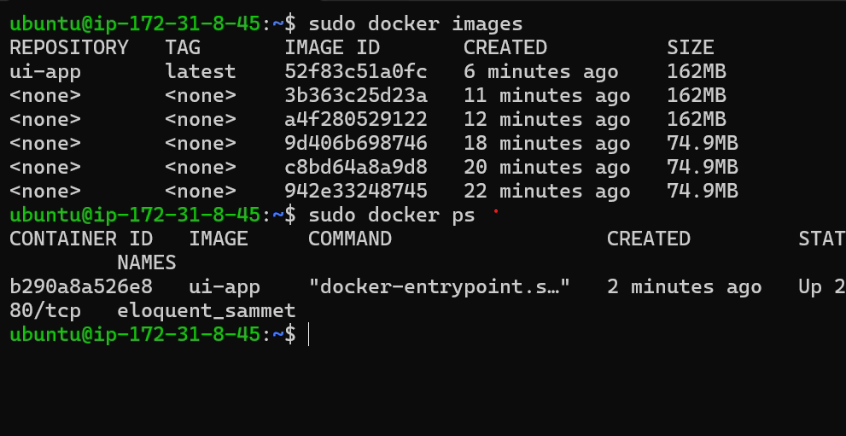 ubuntu@ip-172-31-8-45:~$ sudo docker images
REPOSITORY   TAG       IMAGE ID       CREATED          SIZE
ui-app       latest    52f83c51a0fc   6 minutes ago    162MB
<none>       <none>    3b363c25d23a   11 minutes ago   162MB
<none>       <none>    a4f280529122   12 minutes ago   162MB
<none>       <none>    9d406b698746   18 minutes ago   74.9MB
<none>       <none>    c8bd64a8a9d8   20 minutes ago   74.9MB
<none>       <none>    942e33248745   22 minutes ago   74.9MB
ubuntu@ip-172-31-8-45:~$ sudo docker ps
CONTAINER ID   IMAGE     COMMAND                  CREATED         STAT
         NAMES
b290a8a526e8   ui-app    "docker-entrypoint.s…"   2 minutes ago   Up 2
80/tcp   eloquent_sammet
ubuntu@ip-172-31-8-45:~$